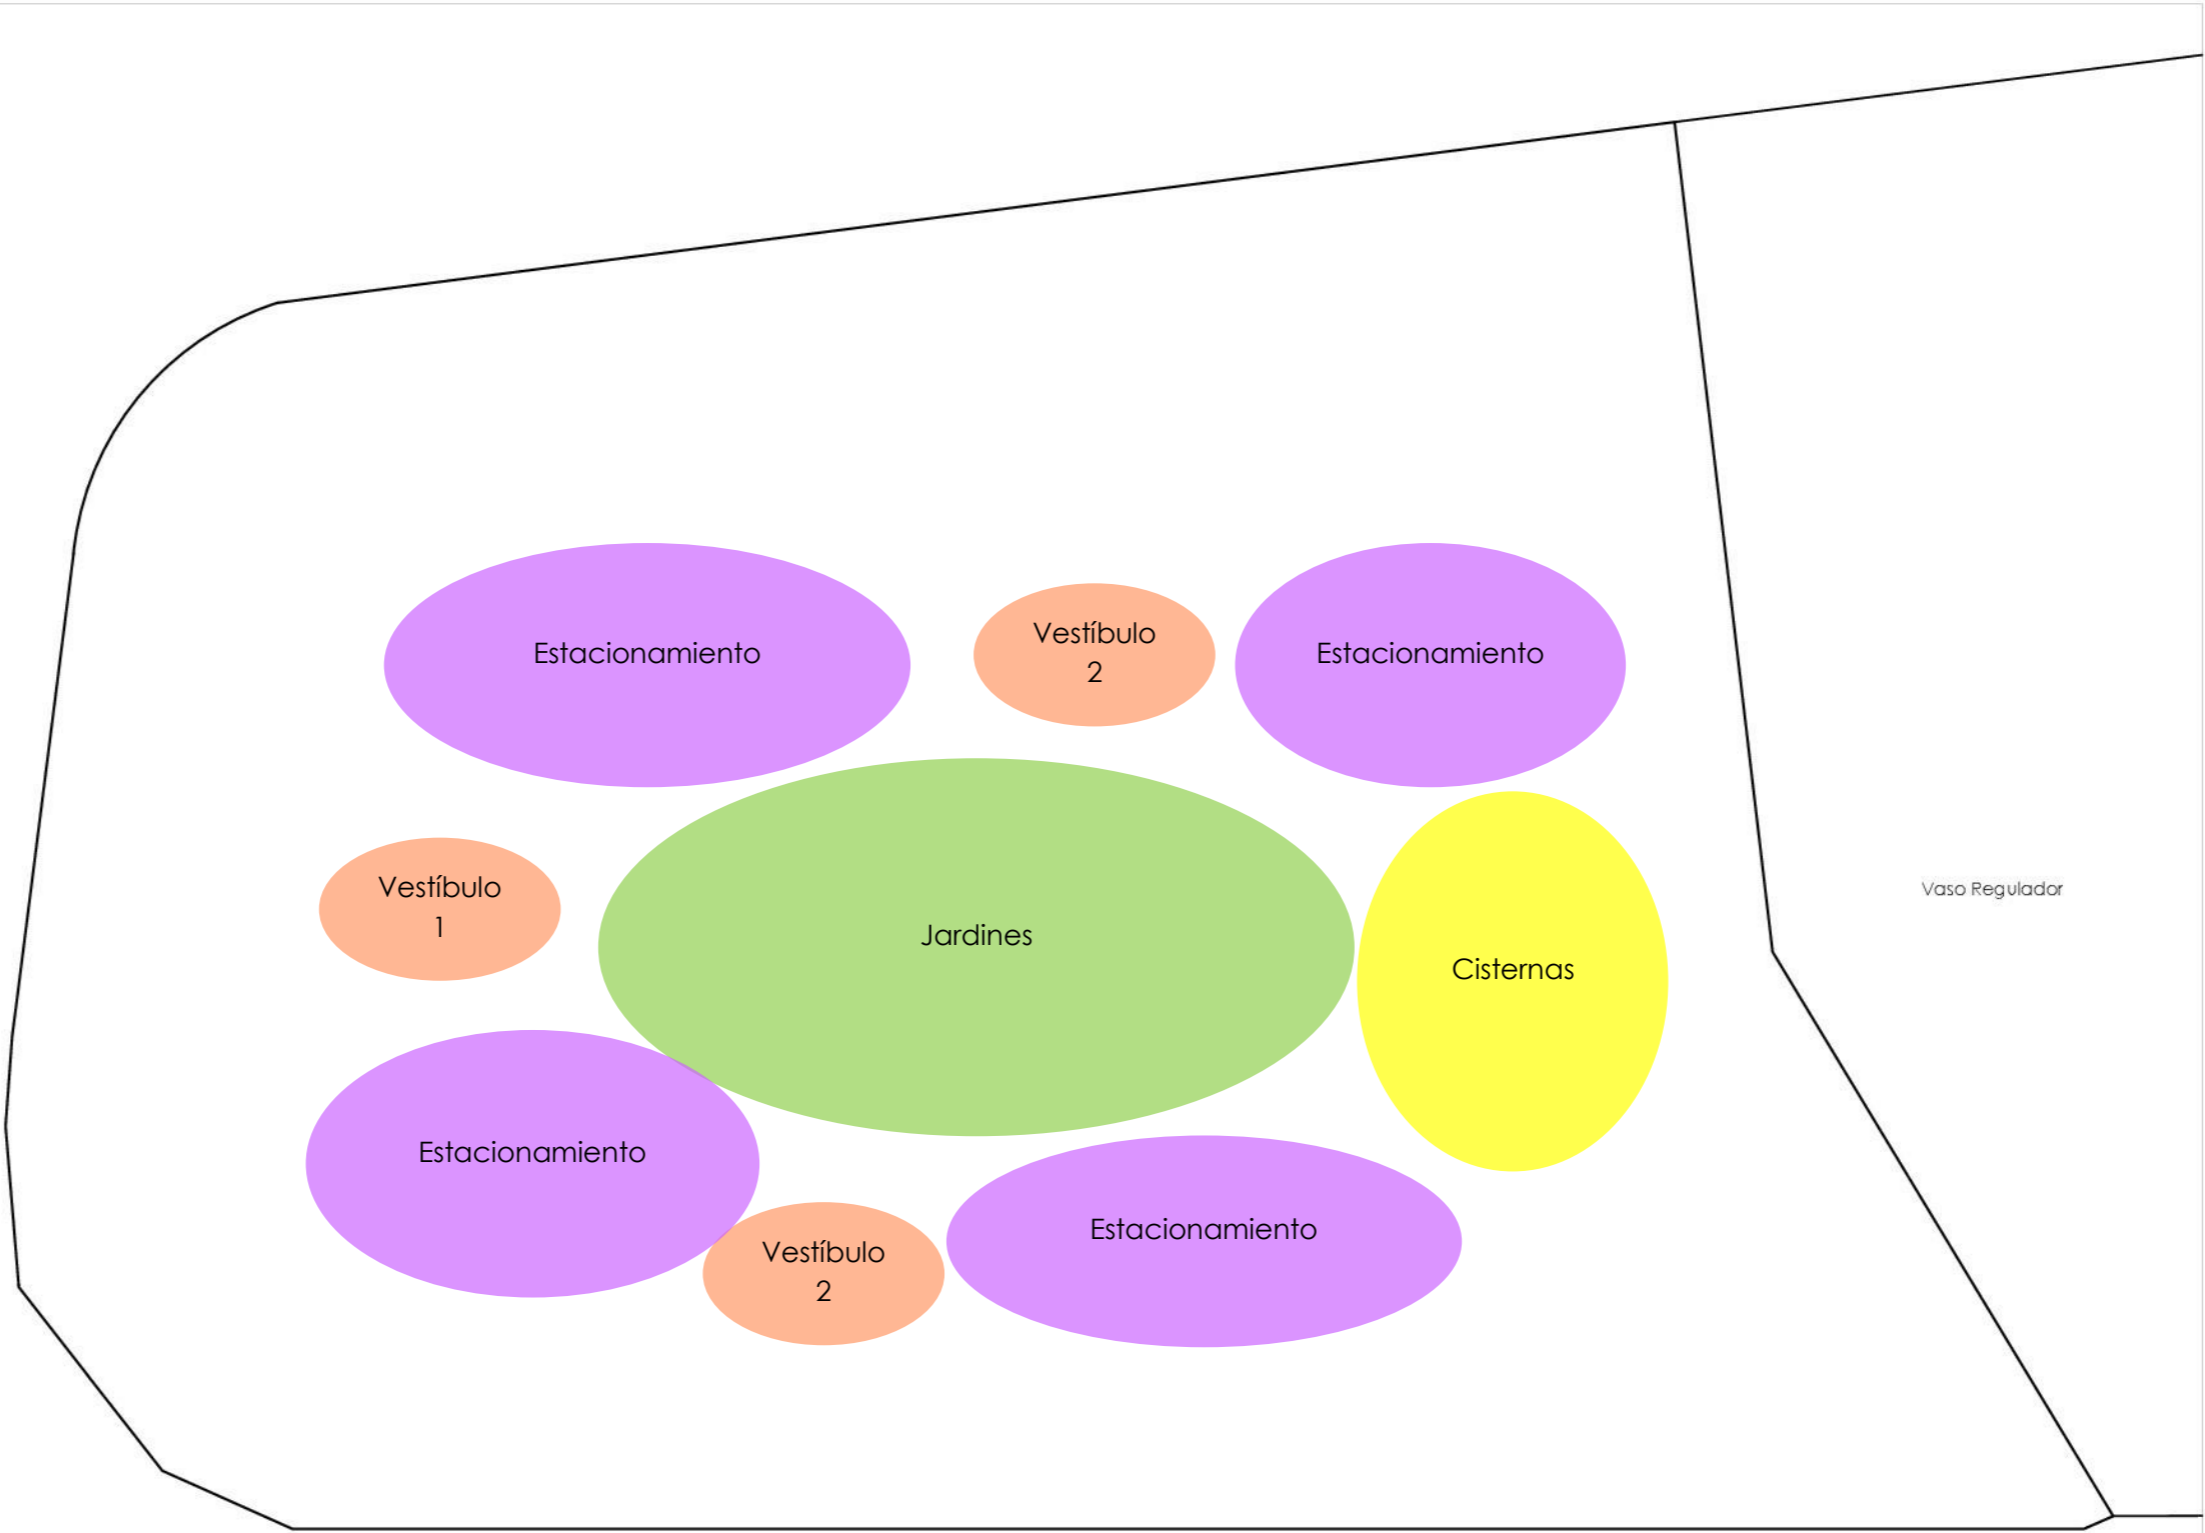 Vestíbulo
2
Estacionamiento
Estacionamiento
Vestíbulo
1
Jardines
Cisternas
Vaso Regulador
Estacionamiento
Vestíbulo
2
Estacionamiento